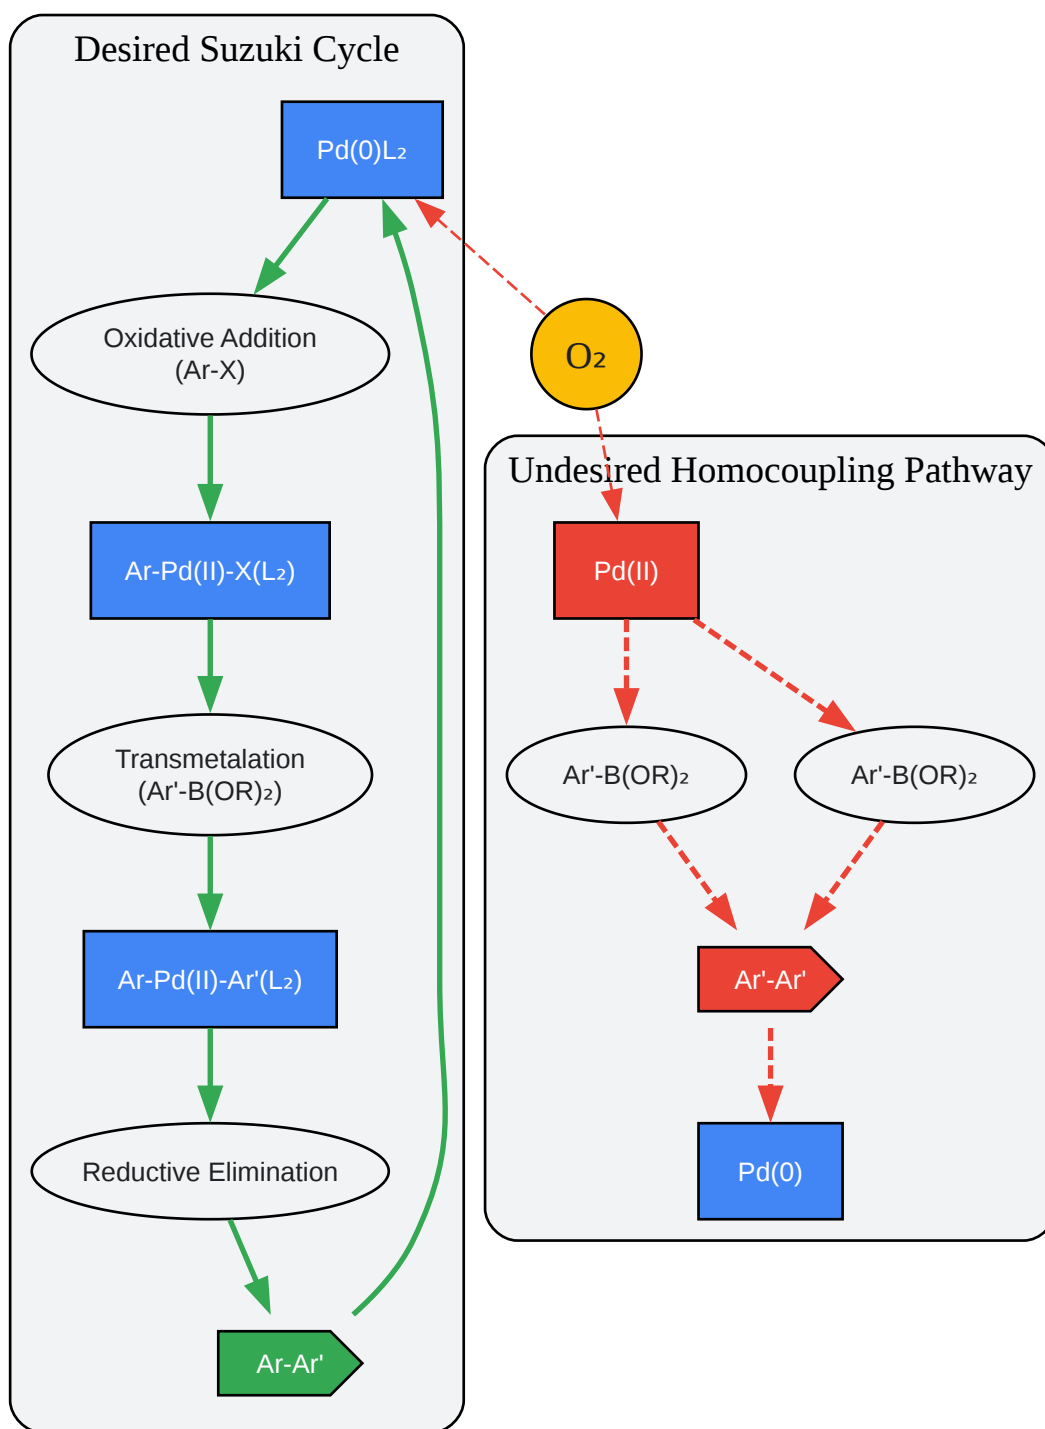 Desired Suzuki Cycle
Pd(0)L₂
Oxidative Addition
(Ar-X)
Ar-Pd(II)-X(L₂)
Transmetalation
(Ar'-B(OR)₂)
Ar-Pd(II)-Ar'(L₂)
Reductive Elimination
Ar-Ar'
O₂
Undesired Homocoupling Pathway
Pd(II)
Ar'-B(OR)₂
Ar'-B(OR)₂
Ar'-Ar'
Pd(0)